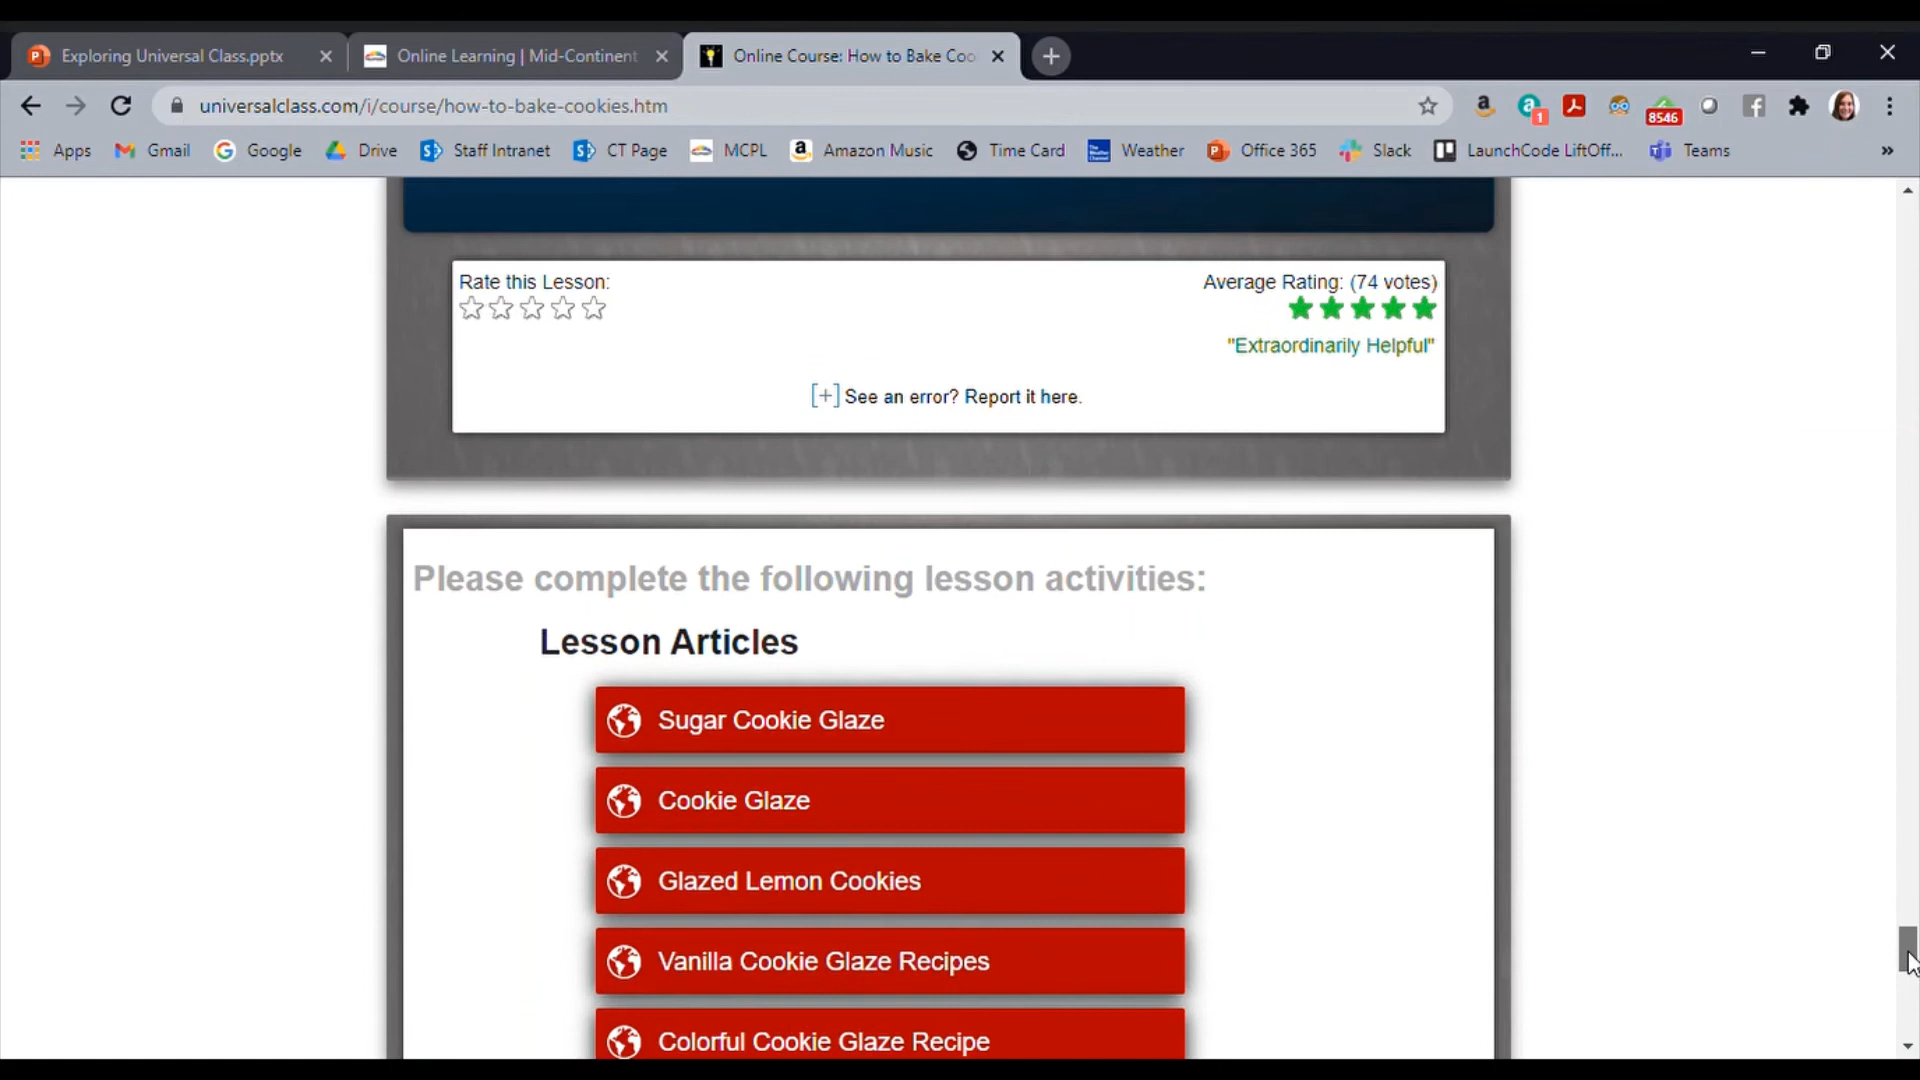 Exploring Universal Class.pptx
Online Learning | Mid-Continent
Online Course: How to Bake Coo
universalclass.com/i/course/how-to-bake-cookies.htm
1
8546
Apps
Gmail
Google
Drive
Staff Intranet
CT Page
MCPL
Amazon Music
Time Card
Weather
Office 365
Slack
LaunchCode LiftOff...
Teams
»
Rate this Lesson:
Average Rating: (74 votes)
"Extraordinarily Helpful"
[+] See an error? Report it here.
Please complete the following lesson activities:
Lesson Articles
Sugar Cookie Glaze
Cookie Glaze
Glazed Lemon Cookies
Vanilla Cookie Glaze Recipes
Colorful Cookie Glaze Recipe